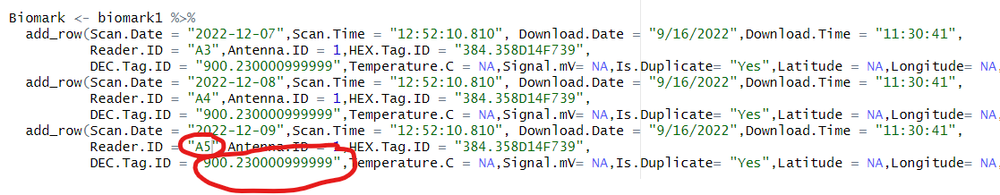 Biomark <- biomark1 %>%
add_row(Scan.Date = "2022-12-07",Scan.Time = "12:52:10.810", Download.Date = "9/16/2022",Download.Time = "11:30:41",
Reader.ID = "A3",Antenna.ID = 1,HEX.Tag.ID = "384.358D14F739",
DEC.Tag.ID = "900.230000999999",Temperature.C = NA,Signal.mV= NA,Is.Duplicate= "Yes",Latitude = NA,Longitude= NA,
add_row(Scan.Date = "2022-12-08",Scan.Time = "12:52:10.810", Download.Date = "9/16/2022",Download.Time = "11:30:41",
Reader.ID = "A4",Antenna.ID = 1,HEX.Tag.ID = "384.358D14F739",
DEC.Tag.ID = "900.230000999999",Temperature.C = NA,Signal.mV= NA,Is.Duplicate= "Yes",Latitude = NA,Longitude= NA,
add_row(Scan.Date = "2022-12-09",Scan.Time = "12:52:10.810", Download.Date = "9/16/2022",Download.Time = "11:30:41",
Reader.ID = "A5",Antenna.ID = 1,HEX.Tag.ID = "384.358D14F739",
DEC.Tag.ID = "900.230000999999",Temperature.C = NA,Signal.mV= NA,Is.Duplicate= "Yes",Latitude = NA,Longitude= NA,